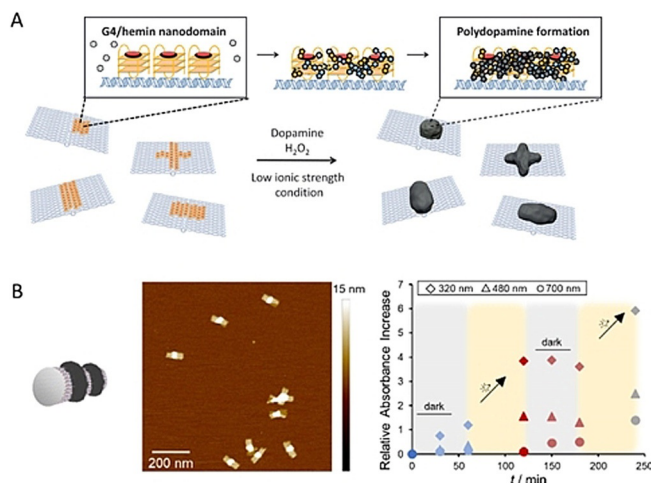 A
G4/hemin nanodomain
Polydopamine formation
Dopamine
H₂O₂
Low ionic strength
condition
B
15 nm
200 nm
0
Relative Absorbance Increase
7
6
5
4
3
2
1
0
320 nm 480 nm 700 nm
dark
dark
0 50 100 150 200 250
t / min